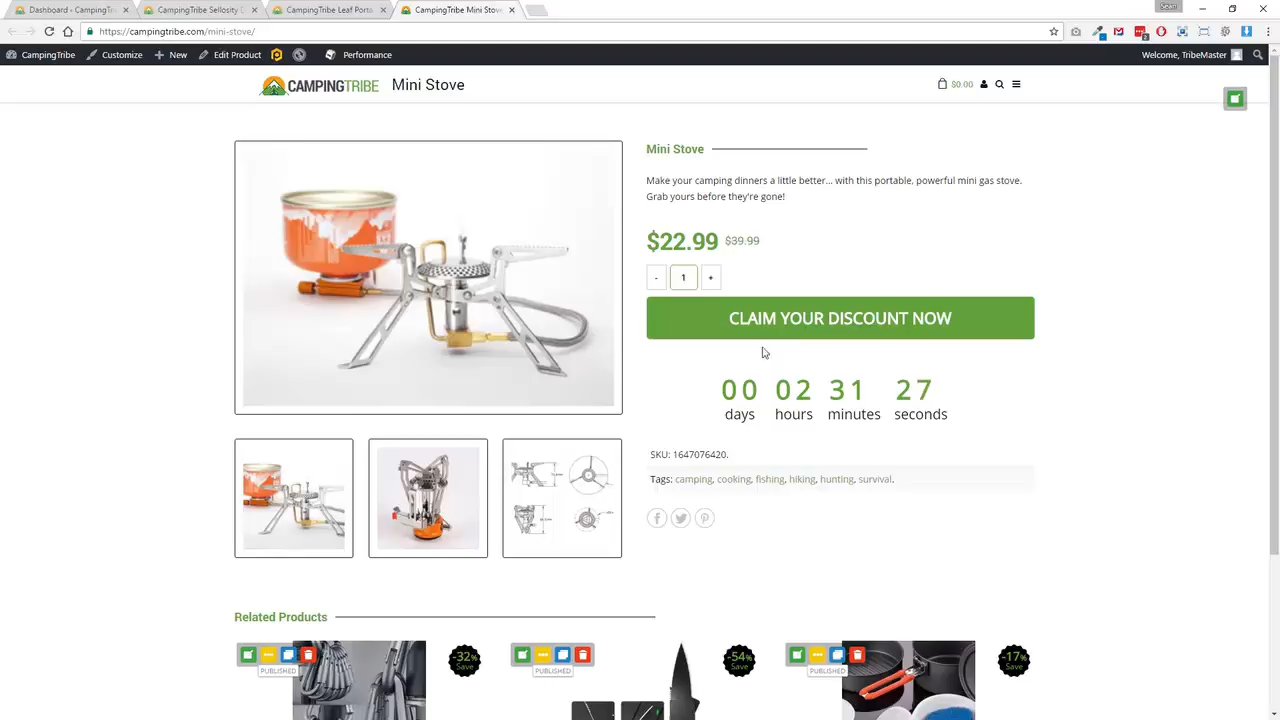 Dashboard - CampingTr
CampingTribe Sellosity D
CampingTribe Leaf Porta
CampingTribe Mini Stove
Sean
https://campingtribe.com/mini-stove/
CampingTribe
Customize
New
Edit Product
Performance
Welcome, TribeMaster
CAMPINGTRIBE
Mini Stove
$0.00
Mini Stove
Make your camping dinners a little better... with this portable, powerful mini gas stove.
Grab yours before they're gone!
$22.99 $39.99
- 1 +
CLAIM YOUR DISCOUNT NOW
00 02 31 27
days hours minutes seconds
SKU: 1647076420.
Tags: camping, cooking, fishing, hiking, hunting, survival.
Related Products
-32%
Save
PUBLISHED
-54%
Save
PUBLISHED
-17%
Save
PUBLISHED